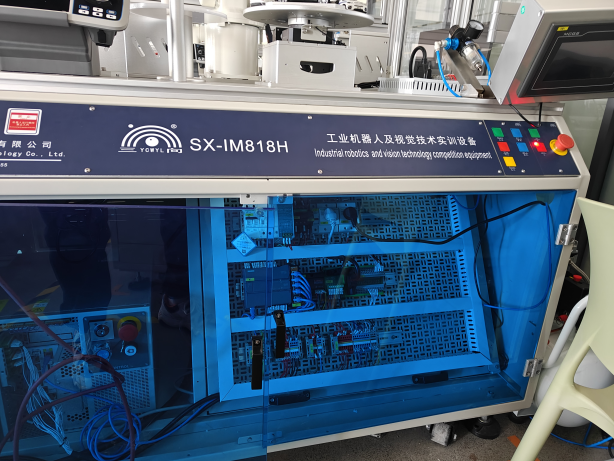 有限公司
ology Co., Ltd.
YOWYL
SX-IM818H
工业机器人及视觉技术实训设备
Industrial robotics and vision technology competition equipment